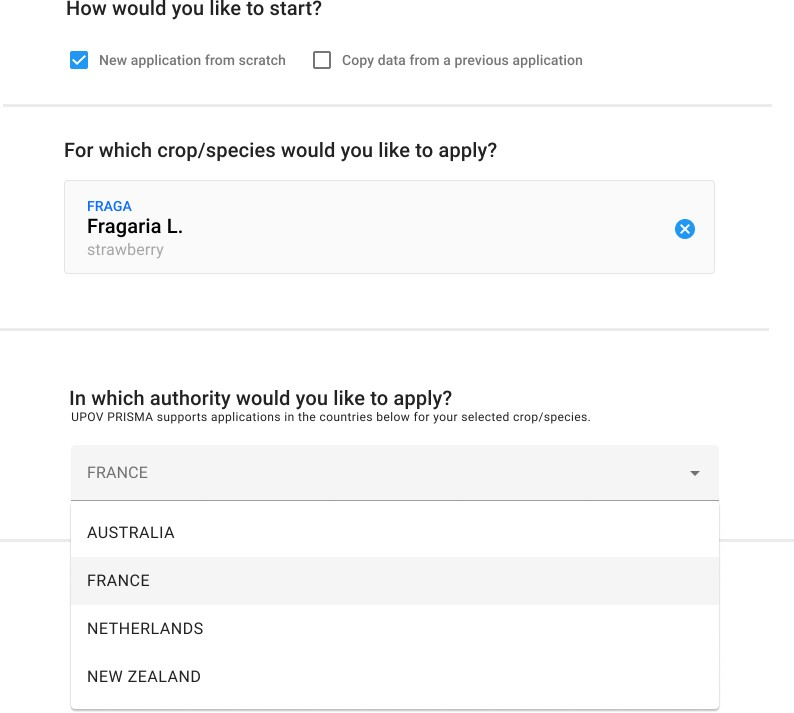 How would you like to start?
New application from scratch
Copy data from a previous application
For which crop/species would you like to apply?
FRAGA
Fragaria L.
strawberry
In which authority would you like to apply?
UPOV PRISMA supports applications in the countries below for your selected crop/species.
FRANCE
AUSTRALIA
FRANCE
NETHERLANDS
NEW ZEALAND